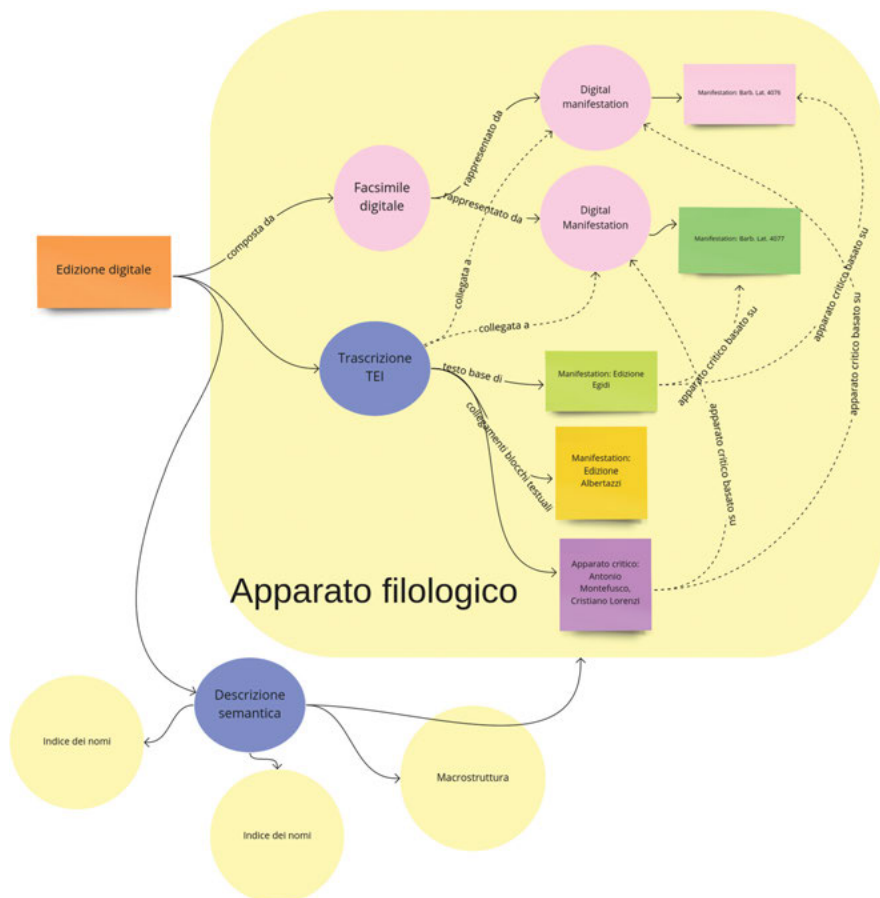 Digital
manifestation
Manifestation: Barb. Lat. 4076
rappresentato da
Facsimile
digitale
rappresentato da
Digital
Manifestation
Manifestation: Barb. Lat. 4077
composta da
Edizione digitale
collegata a
collegata a
apparato critico basato su
apparato critico basato su
Trascrizione
TEI
testo base di
Manifestation: Edizione
Egidi
apparato critico basato su
apparato critico basato su
collegamenti blocchi testuali
Manifestation:
Edizione
Albertazzi
Apparato filologico
Apparato critico:
Antonio
Montefusco,
Cristiano Lorenzi
Descrizione
semantica
Indice dei nomi
Macrostruttura
Indice dei nomi